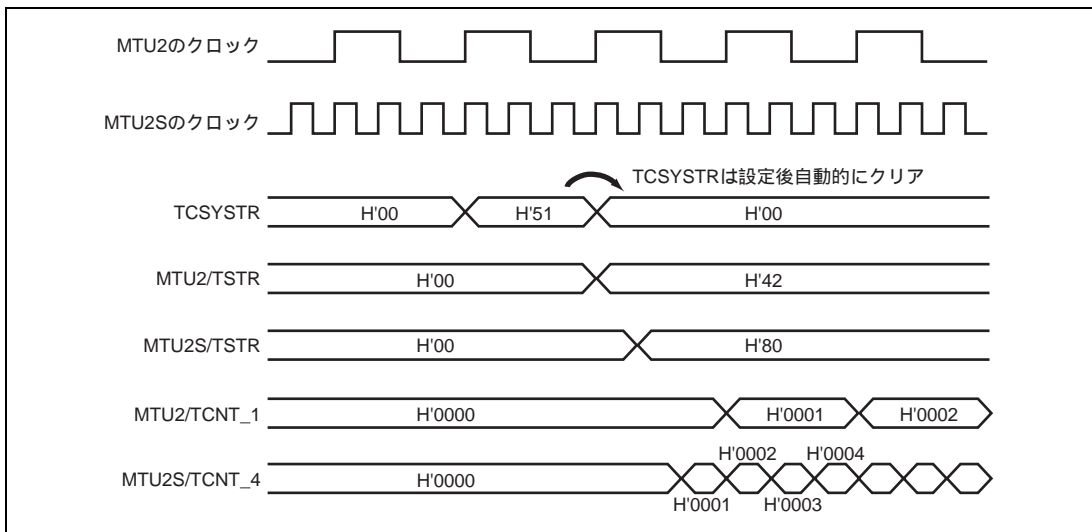 MTU2のクロック
MTU2Sのクロック
TCSYSTRは設定後自動的にクリア
TCSYSTR H'00 H'51 H'00
MTU2/TSTR H'00 H'42
MTU2S/TSTR H'00 H'80
MTU2/TCNT_1 H'0000 H'0001 H'0002
H'0002 H'0004
MTU2S/TCNT_4 H'0000
H'0001 H'0003